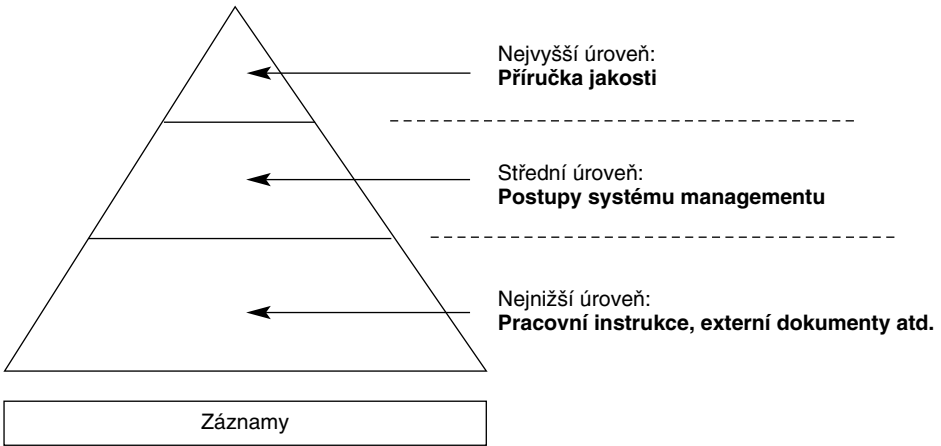 Nejvyšší úroveň:
Příručka jakosti
Střední úroveň:
Postupy systému managementu
Nejnižší úroveň:
Pracovní instrukce, externí dokumenty atd.
Záznamy